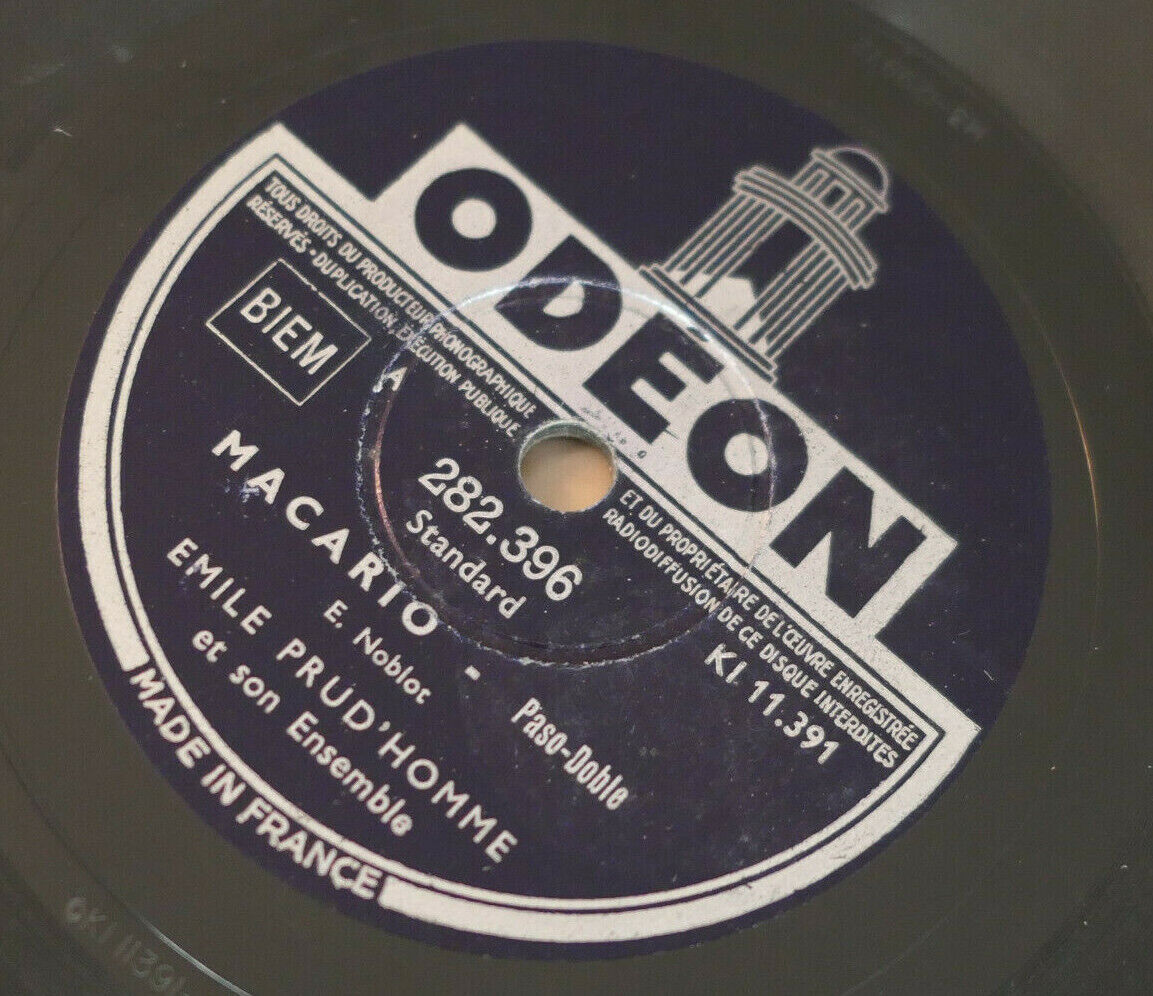 ODEON
TOUS DROITS DU PRODUCTEUR PHONOGRAPHIQUE
RÉSERVÉS · DUPLICATION, EXÉCUTION PUBLIQUE
ET DU PROPRIÉTAIRE DE L'ŒUVRE ENREGISTRÉE
RADIODIFFUSION DE CE DISQUE INTERDITES
BIEM
A
282.396
Standard
KI 11.391
MACARIO - Paso-Doble
E. Noblot
EMILE PRUD'HOMME
et son Ensemble
MADE IN FRANCE